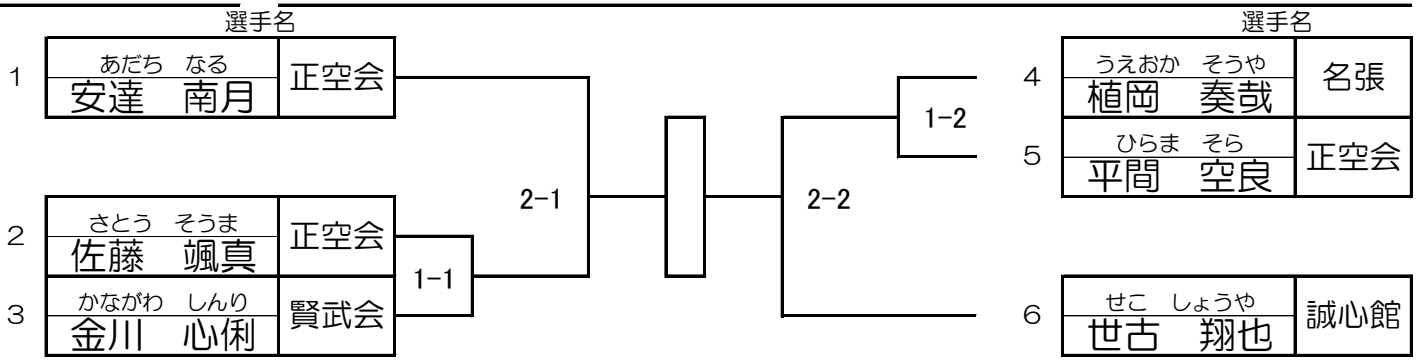 選手名
1
あだち なる
安達 南月
正空会
2
さとう そうま
佐藤 颯真
正空会
3
かながわ しんり
金川 心俐
賢武会
1-1
2-1
2-2
1-2
選手名
4
うえおか そうや
植岡 奏哉
名張
5
ひらま そら
平間 空良
正空会
6
せこ しょうや
世古 翔也
誠心館